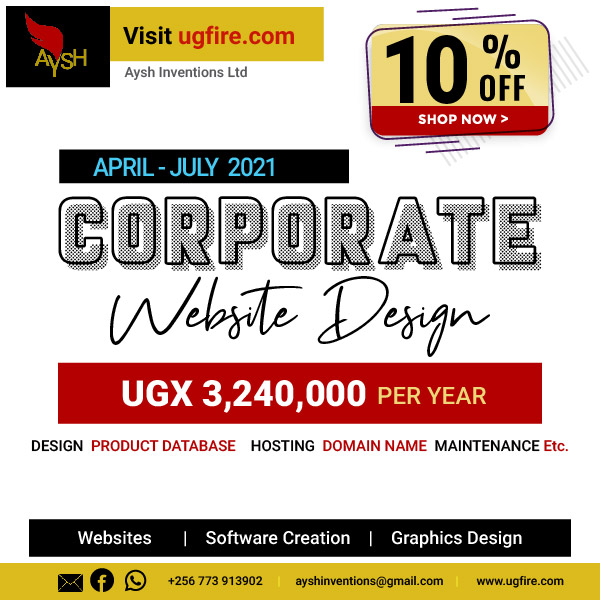 AYSH
Visit ugfire.com
Aysh Inventions Ltd
10% OFF
SHOP NOW >
APRIL - JULY 2021
CORPORATE
Website Design
UGX 3,240,000 PER YEAR
DESIGN PRODUCT DATABASE HOSTING DOMAIN NAME MAINTENANCE Etc.
Websites | Software Creation | Graphics Design
+256 773 913902 | ayshinventions@gmail.com | www.ugfire.com